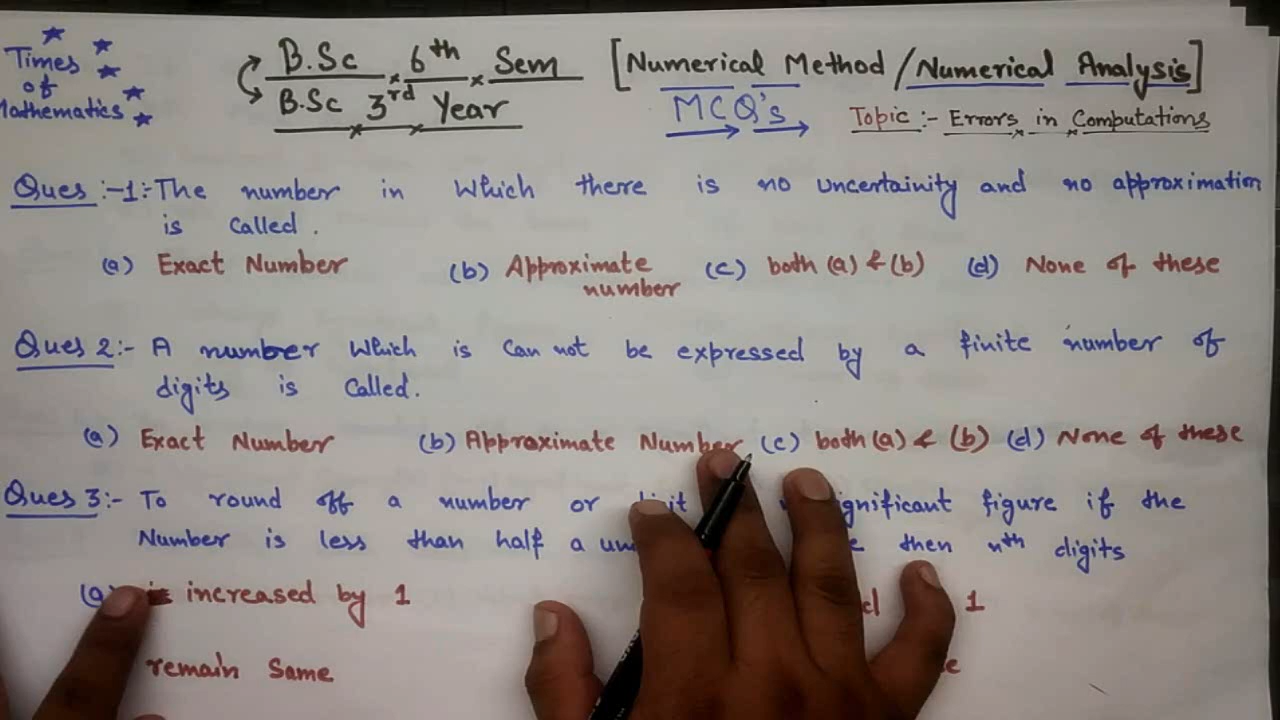 Times
of
Mathematics
B.Sc 6th Sem [Numerical Method / Numerical Analysis]
B.Sc 3rd Year MCQ's Topic :- Errors in Computations
Ques :-1:- The number in which there is no uncertainity and no approximation
is called.
(a) Exact Number (b) Approximate number (c) both (a) & (b) (d) None of these
Ques 2:- A number which is can not be expressed by a finite number of
digits is called.
(a) Exact Number (b) Approximate Number (c) both (a) & (b) (d) None of these
Ques 3:- To round off a number or significant figure if the
Number is less than half a then nth digits
(a) increased by 1 1
remain Same